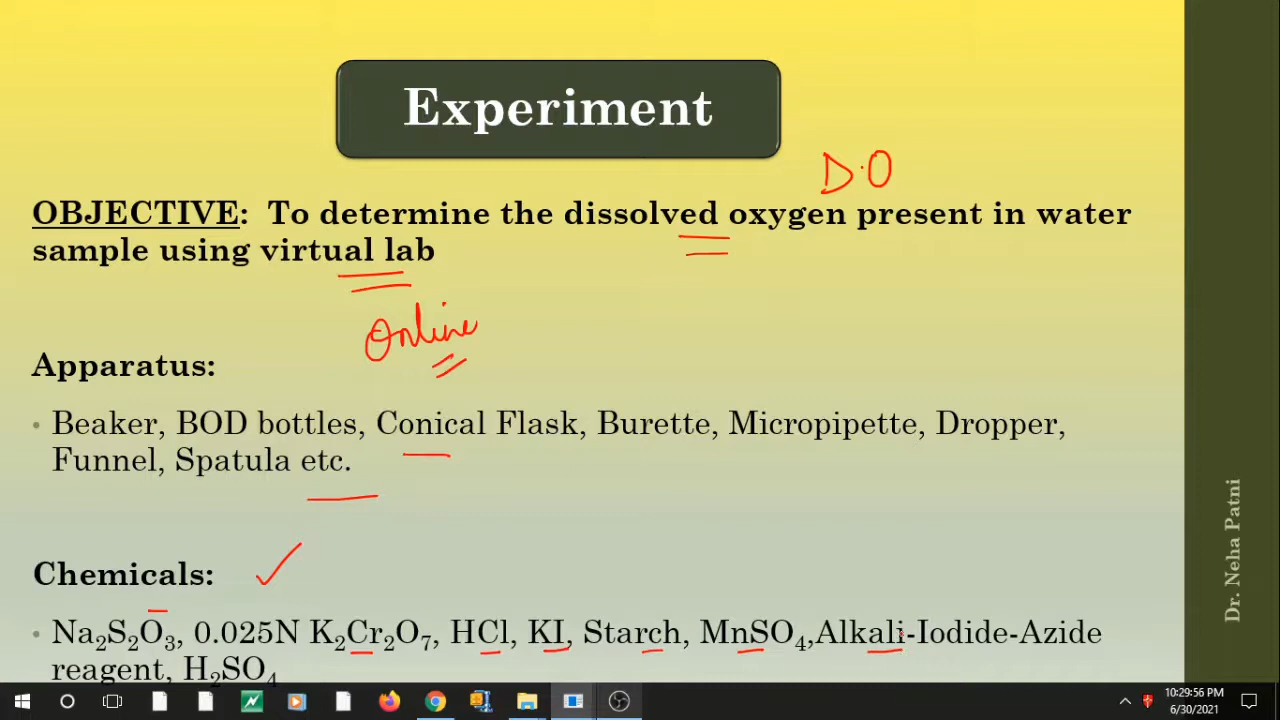 Experiment
D.O
OBJECTIVE: To determine the dissolved oxygen present in water
sample using virtual lab
Online
Apparatus:
• Beaker, BOD bottles, Conical Flask, Burette, Micropipette, Dropper,
Funnel, Spatula etc.
Chemicals:
• Na₂S₂O₃, 0.025N K₂Cr₂O₇, HCl, KI, Starch, MnSO₄,Alkali-Iodide-Azide
reagent, H₂SO₄
Dr. Neha Patni
10:29:56 PM
6/30/2021